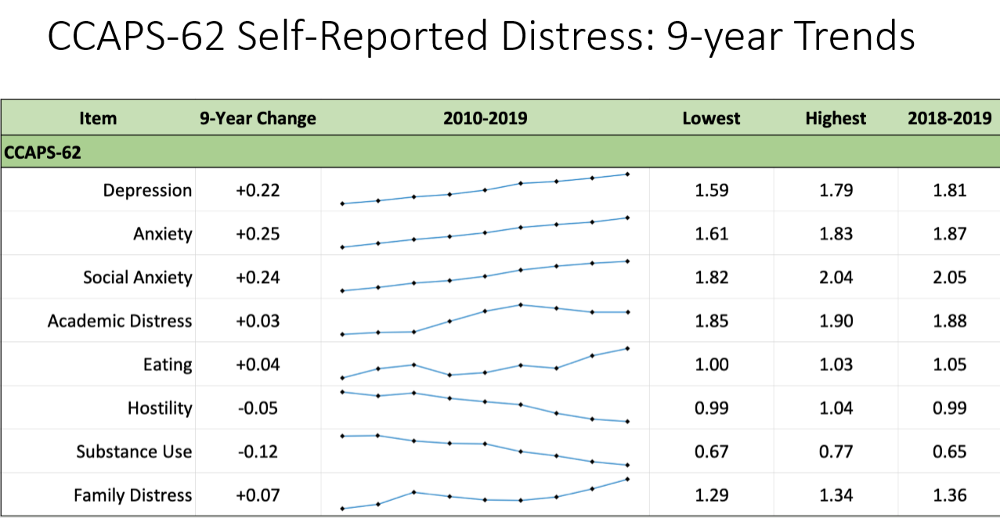 CCAPS-62 Self-Reported Distress: 9-year Trends
Item 9-Year Change 2010-2019 Lowest Highest 2018-2019
CCAPS-62
Depression +0.22 1.59 1.79 1.81
Anxiety +0.25 1.61 1.83 1.87
Social Anxiety +0.24 1.82 2.04 2.05
Academic Distress +0.03 1.85 1.90 1.88
Eating +0.04 1.00 1.03 1.05
Hostility -0.05 0.99 1.04 0.99
Substance Use -0.12 0.67 0.77 0.65
Family Distress +0.07 1.29 1.34 1.36